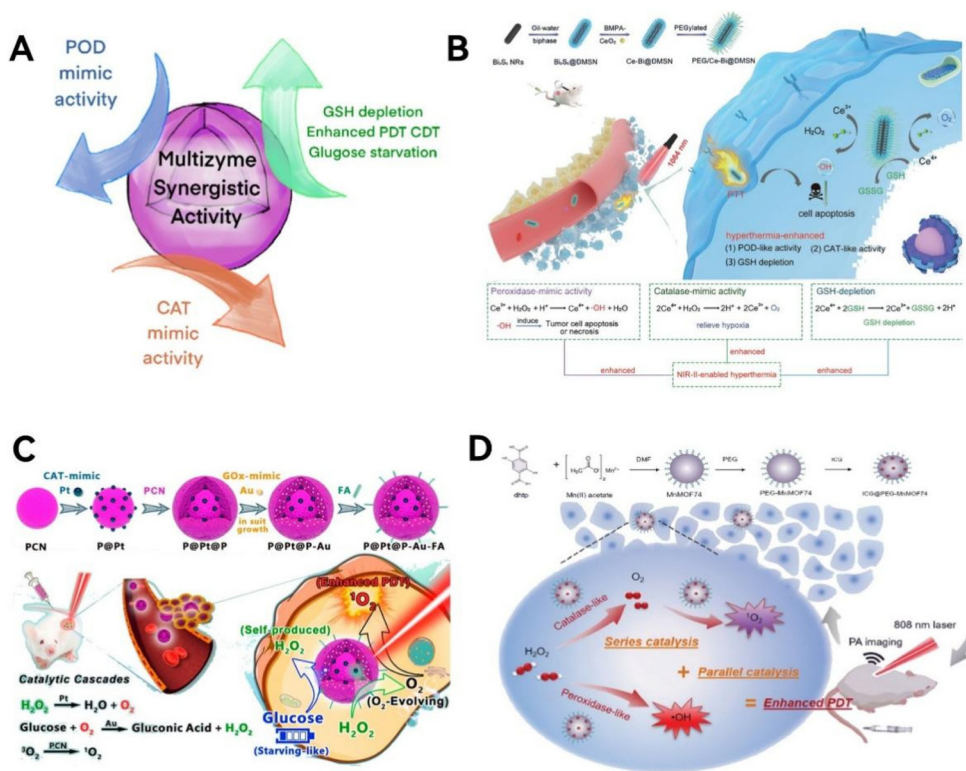 A
POD
mimic
activity
GSH depletion
Enhanced PDT CDT
Glugose starvation
Multizyme
Synergistic
Activity
CAT
mimic
activity
B
Oil-water
biphase
BMPA-
CeO₂
PEGylated
Bi₂S₃ NRs
Bi₂S₃@DMSN
Ce-Bi@DMSN
PEG/Ce-Bi@DMSN
1064 nm
PTT
Ce³⁺
H₂O₂
O₂
·OH
Ce⁴⁺
GSH
GSSG
cell apoptosis
hyperthermia-enhanced
(1) POD-like activity (2) CAT-like activity
(3) GSH depletion
Peroxidase-mimic activity
Ce³⁺ + H₂O₂ + H⁺ → Ce⁴⁺ + ·OH + H₂O
·OH induce → Tumor cell apoptosis
or necrosis
Catalase-mimic activity
2Ce⁴⁺ + H₂O₂ → 2H⁺ + 2Ce³⁺ + O₂
relieve hypoxia
GSH-depletion
2Ce⁴⁺ + 2GSH → 2Ce³⁺ + GSSG + 2H⁺
GSH depletion
enhanced
enhanced
enhanced
NIR-II-enabled hyperthermia
C
CAT-mimic
Pt
PCN
GOx-mimic
Au
in suit
growth
FA
PCN
P@Pt
P@Pt@P
P@Pt@P-Au
P@Pt@P-Au-FA
(Enhanced PDT)
¹O₂
(Self-produced)
H₂O₂
O₂
(O₂-Evolving)
Glucose
(Starving-like)
H₂O₂
Catalytic Cascades
H₂O₂ Pt → H₂O + O₂
Glucose + O₂ Au → Gluconic Acid + H₂O₂
³O₂ PCN → ¹O₂
D
dhtp
+
Mn²⁺
Mn(II) acetate
DMF
MnMOF74
PEG
PEG-MnMOF74
ICG
ICG@PEG-MnMOF74
O₂
Catalase-like
¹O₂
Series catalysis
H₂O₂
+ Parallel catalysis
Peroxidase-like
•OH
= Enhanced PDT
PA imaging
808 nm laser